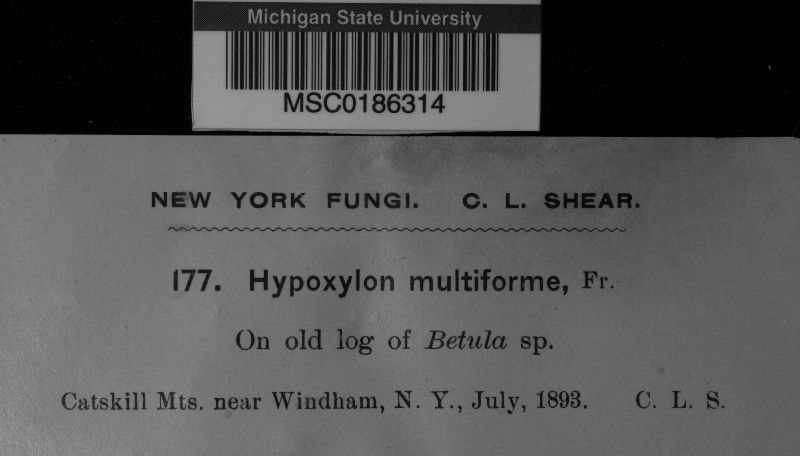 Michigan State University
MSC0186314
NEW YORK FUNGI. C. L. SHEAR.
177. Hypoxylon multiforme, Fr.
On old log of Betula sp.
Catskill Mts. near Windham, N. Y., July, 1893. C. L. S.